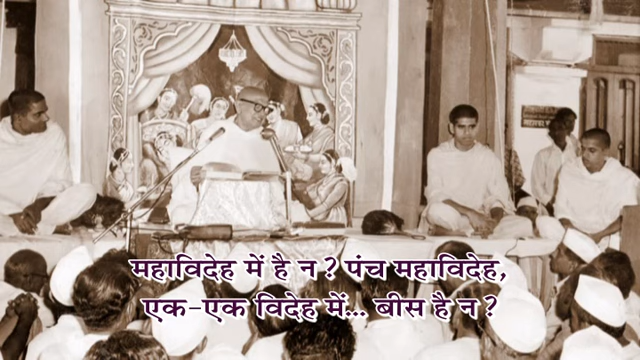 महाविदेह में है न? पंच महाविदेह,
एक-एक विदेह में... बीस है न?